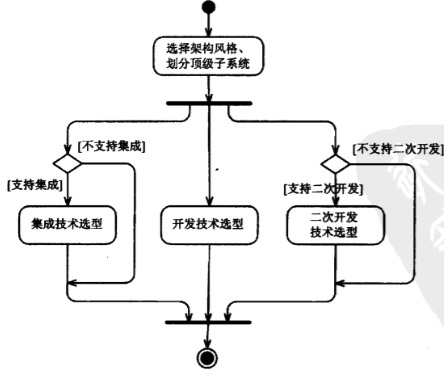 选择架构风格、
划分顶级子系统
[不支持集成]
[不支持二次开发]
[支持集成]
[支持二次开发]
集成技术选型
开发技术选型
二次开发
技术选型